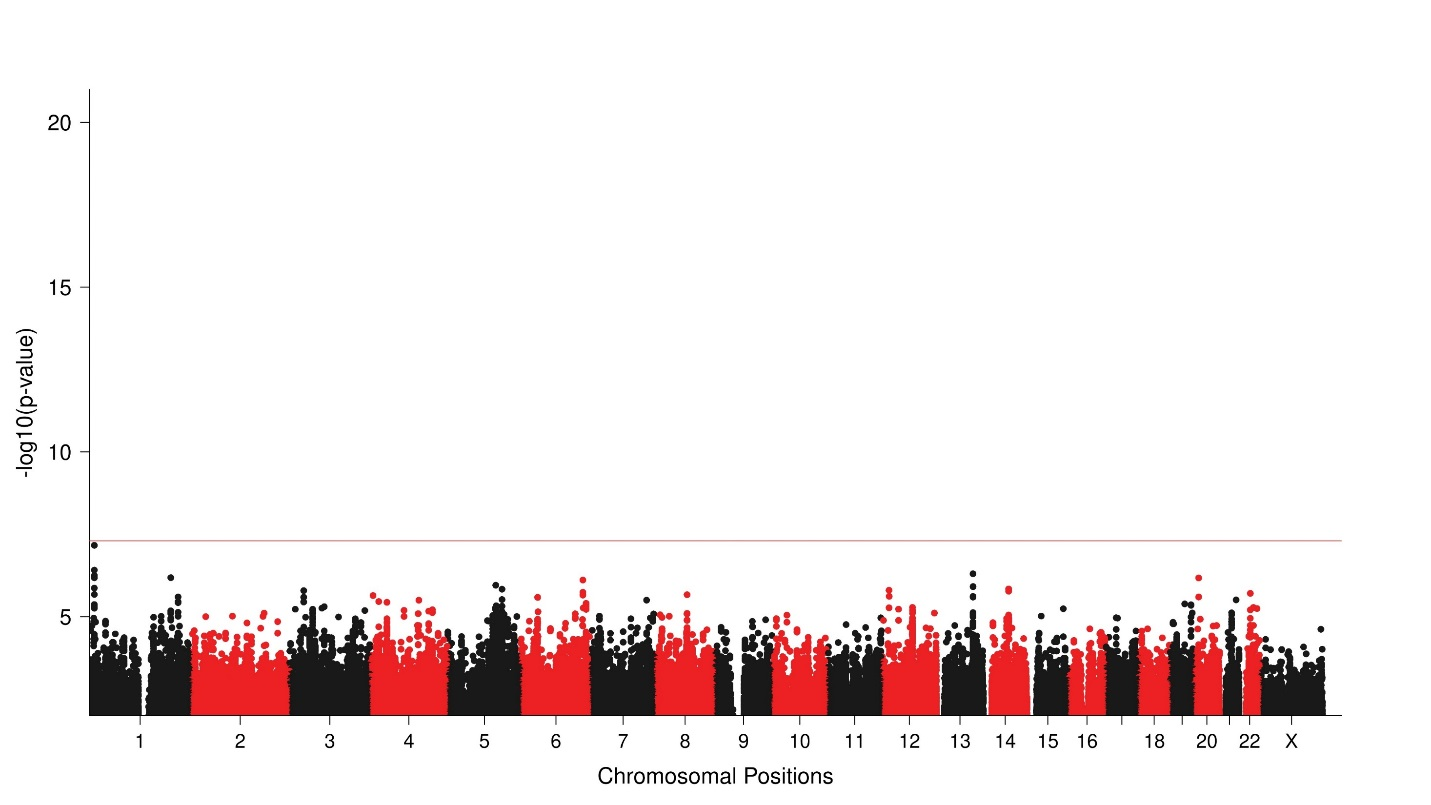 20
15
10
5
-log10(p-value)
1 2 3 4 5 6 7 8 9 10 11 12 13 14 15 16 18 20 22 X
Chromosomal Positions